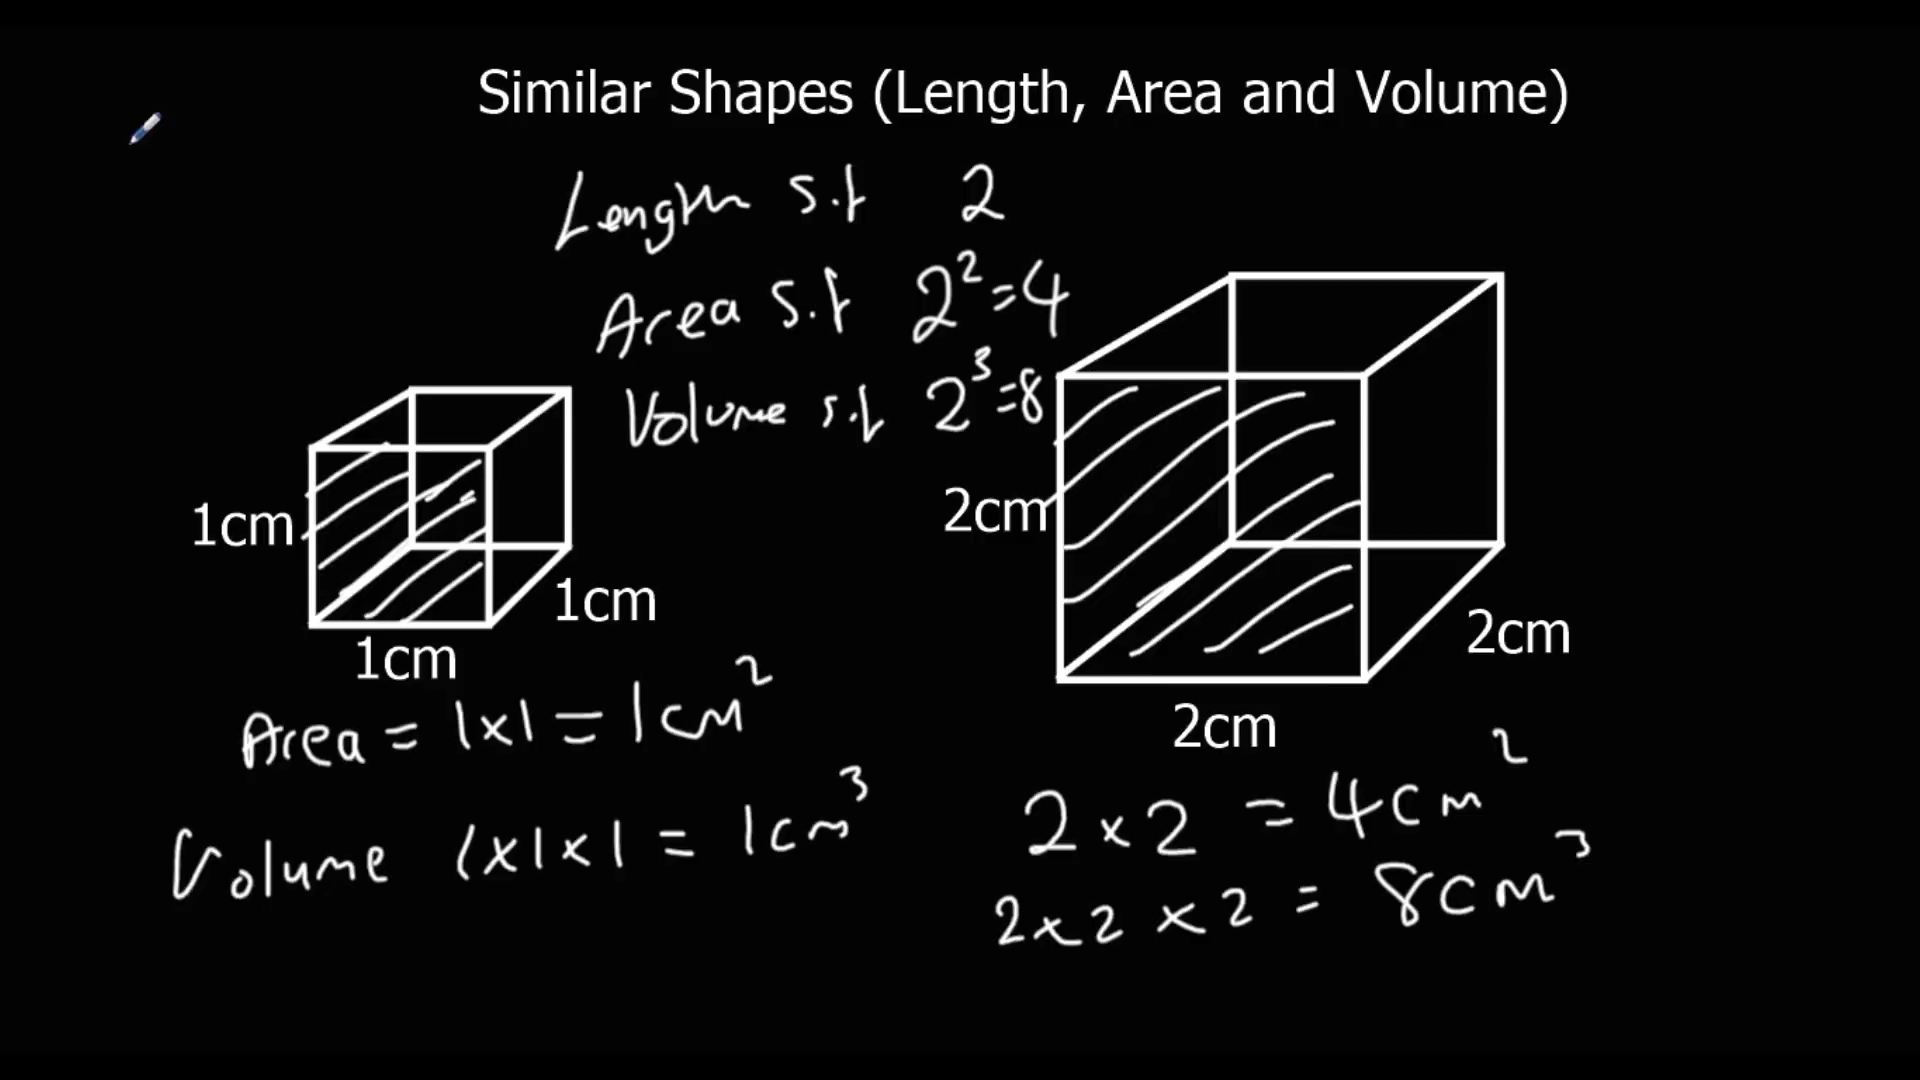 Similar Shapes (Length, Area and Volume)
Length s.f 2
Area s.f 2²=4
Volume s.f 2³=8
1cm
1cm
1cm
2cm
2cm
2cm
Area = 1x1 = 1cm²
Volume 1x1x1 = 1cm³
2x2 = 4cm²
2x2x2 = 8cm³